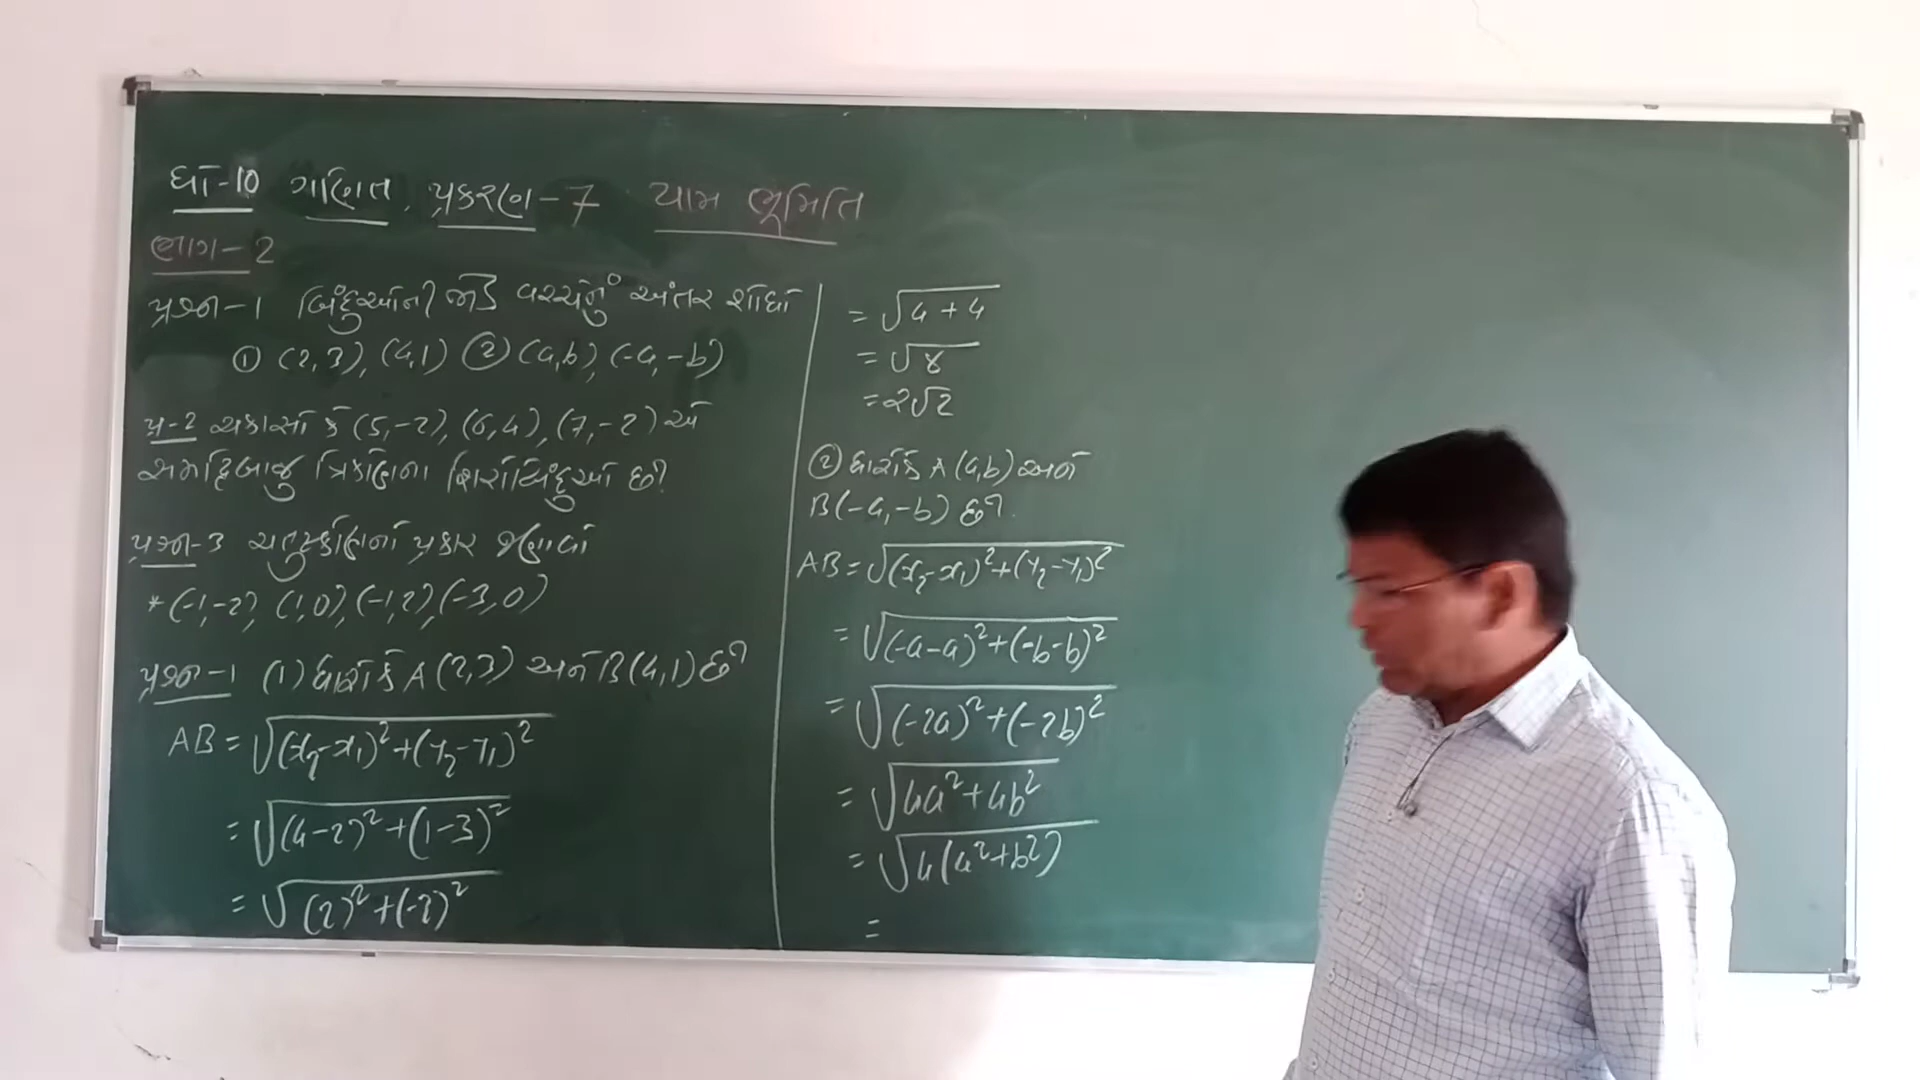 ધો-10 ગણિત, પ્રકરણ-7 યામ ભૂમિતિ
ભાગ-2
પ્રશ્ન-1 બિંદુઓની જોડ વચ્ચેનું અંતર શોધો
① (2,3), (4,1) ② (a,b), (-a,-b)
પ્ર-2 ચકાસો કે (5,-2), (6,4), (7,-2) એ
સમદ્વિબાજુ ત્રિકોણના શિરોબિંદુઓ છે?
પ્રશ્ન-3 ચતુષ્કોણનો પ્રકાર જણાવો
* (-1,-2), (1,0), (-1,2), (-3,0)
પ્રશ્ન-1 (1) ધારોકે A(2,3) અને B(4,1) છે
AB = √(x₂-x₁)²+(y₂-y₁)²
= √(4-2)²+(1-3)²
= √(2)²+(-2)²
= √4+4
= √8
= 2√2
② ધારોકે A(a,b) અને
B(-a,-b) છે.
AB = √(x₂-x₁)²+(y₂-y₁)²
= √(-a-a)²+(-b-b)²
= √(-2a)²+(-2b)²
= √4a²+4b²
= √4(a²+b²)
=